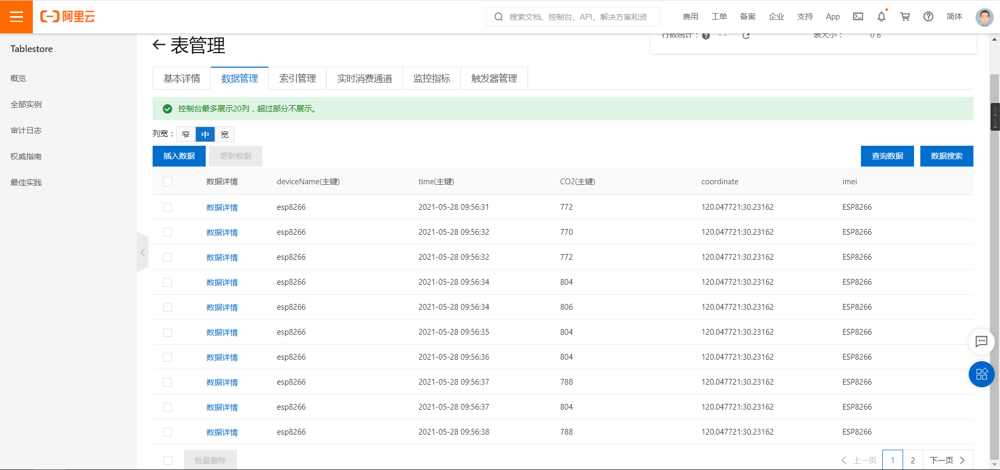 阿里云
搜索文档、控制台、API、解决方案和资
费用 工单 备案 企业 支持 App 简体
Tablestore
概览
全部实例
审计日志
权威指南
最佳实践
表管理
行数统计： - - 表大小： 0 B
基本详情 数据管理 索引管理 实时消费通道 监控指标 触发器管理
控制台最多展示20列，超过部分不展示。
列宽： 窄 中 宽
插入数据 更新数据 查询数据 数据搜索
数据详情 deviceName(主键) time(主键) CO2(主键) coordinate imei
数据详情 esp8266 2021-05-28 09:56:31 772 120.047721:30.23162 ESP8266
数据详情 esp8266 2021-05-28 09:56:32 770 120.047721:30.23162 ESP8266
数据详情 esp8266 2021-05-28 09:56:32 772 120.047721:30.23162 ESP8266
数据详情 esp8266 2021-05-28 09:56:34 804 120.047721:30.23162 ESP8266
数据详情 esp8266 2021-05-28 09:56:34 806 120.047721:30.23162 ESP8266
数据详情 esp8266 2021-05-28 09:56:35 804 120.047721:30.23162 ESP8266
数据详情 esp8266 2021-05-28 09:56:36 804 120.047721:30.23162 ESP8266
数据详情 esp8266 2021-05-28 09:56:37 788 120.047721:30.23162 ESP8266
数据详情 esp8266 2021-05-28 09:56:37 804 120.047721:30.23162 ESP8266
数据详情 esp8266 2021-05-28 09:56:38 788 120.047721:30.23162 ESP8266
批量删除 上一页 1 2 下一页